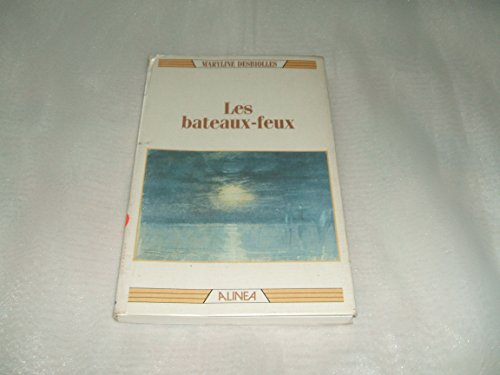 MARYLINE DESBIOLLES
Les
bateaux-feux
ALINEA